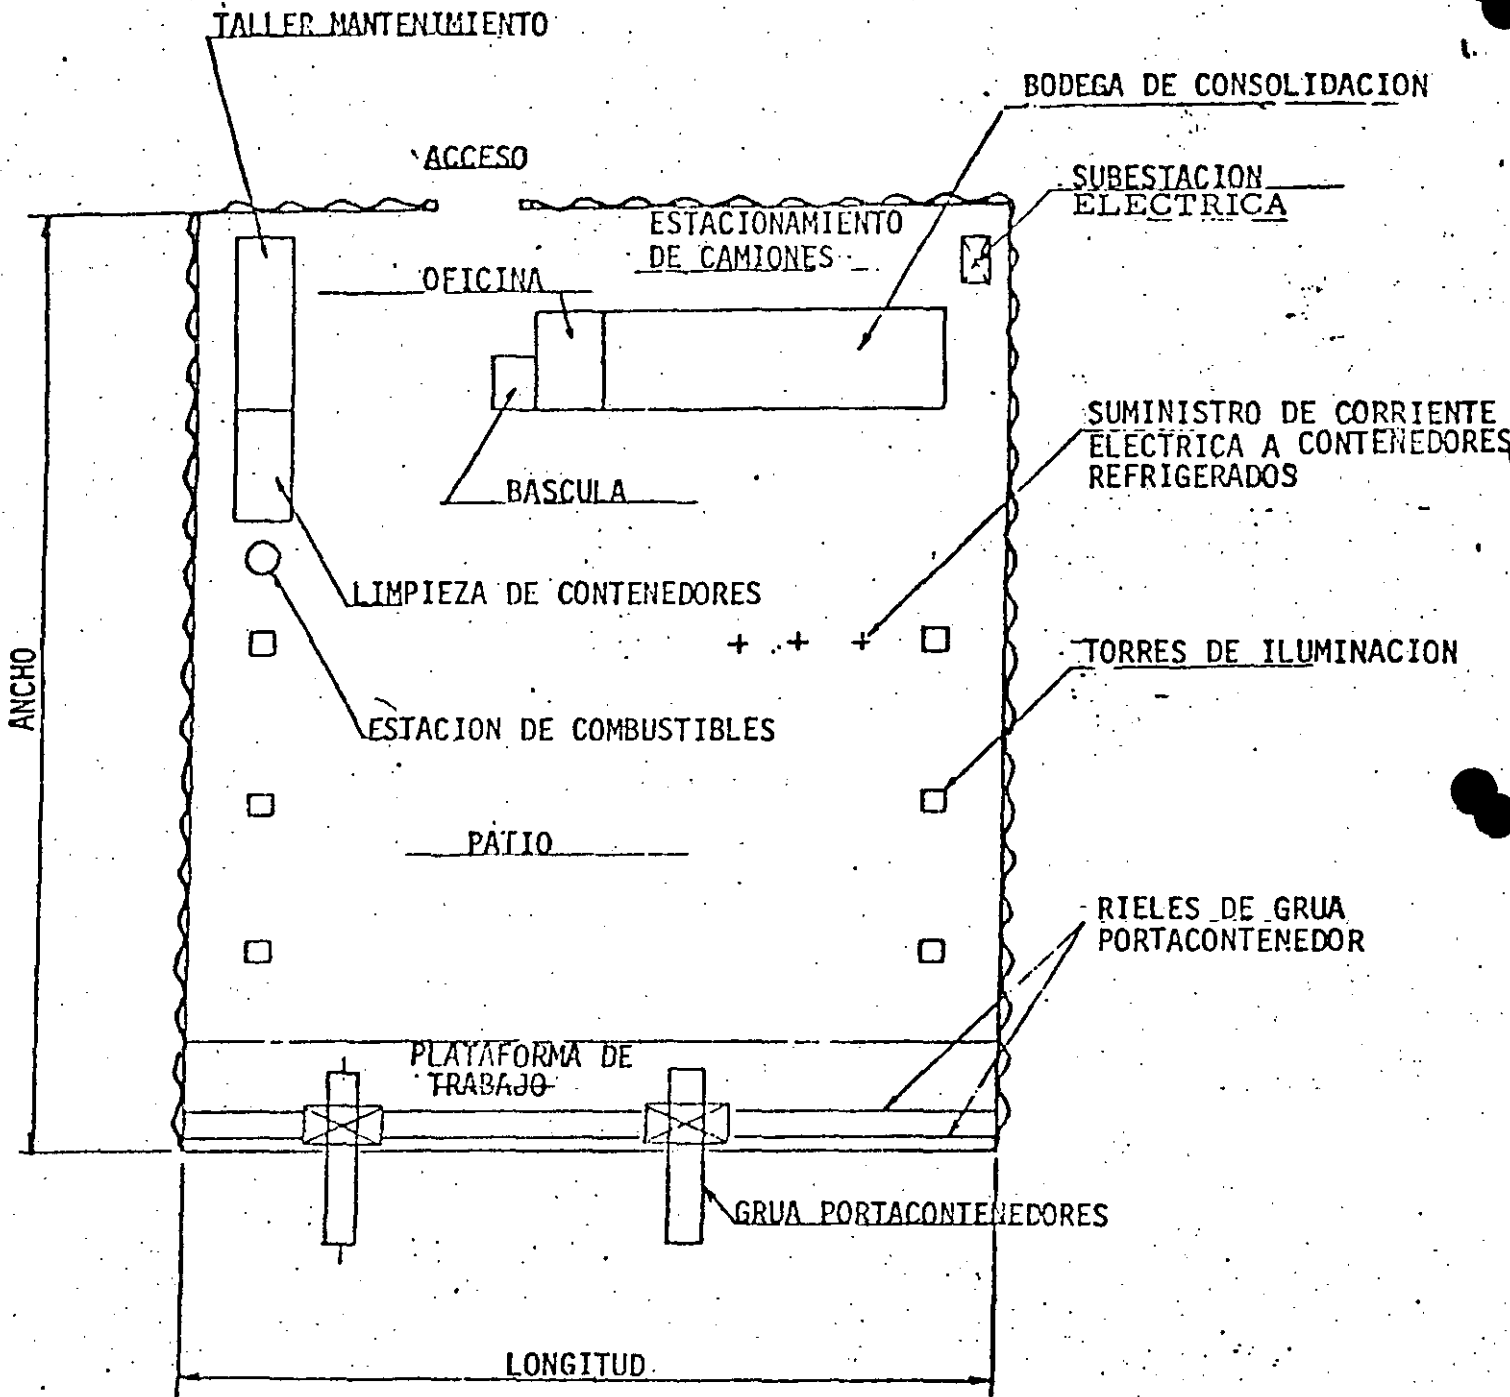 TALLER MANTENIMIENTO
BODEGA DE CONSOLIDACION
ACCESO
SUBESTACION
ELECTRICA
ESTACIONAMIENTO
DE CAMIONES
OFICINA
SUMINISTRO DE CORRIENTE
ELECTRICA A CONTENEDORES
REFRIGERADOS
BASCULA
LIMPIEZA DE CONTENEDORES
TORRES DE ILUMINACION
ANCHO
ESTACION DE COMBUSTIBLES
PATIO
RIELES DE GRUA
PORTACONTENEDOR
PLATAFORMA DE
TRABAJO
GRUA PORTACONTENEDORES
LONGITUD